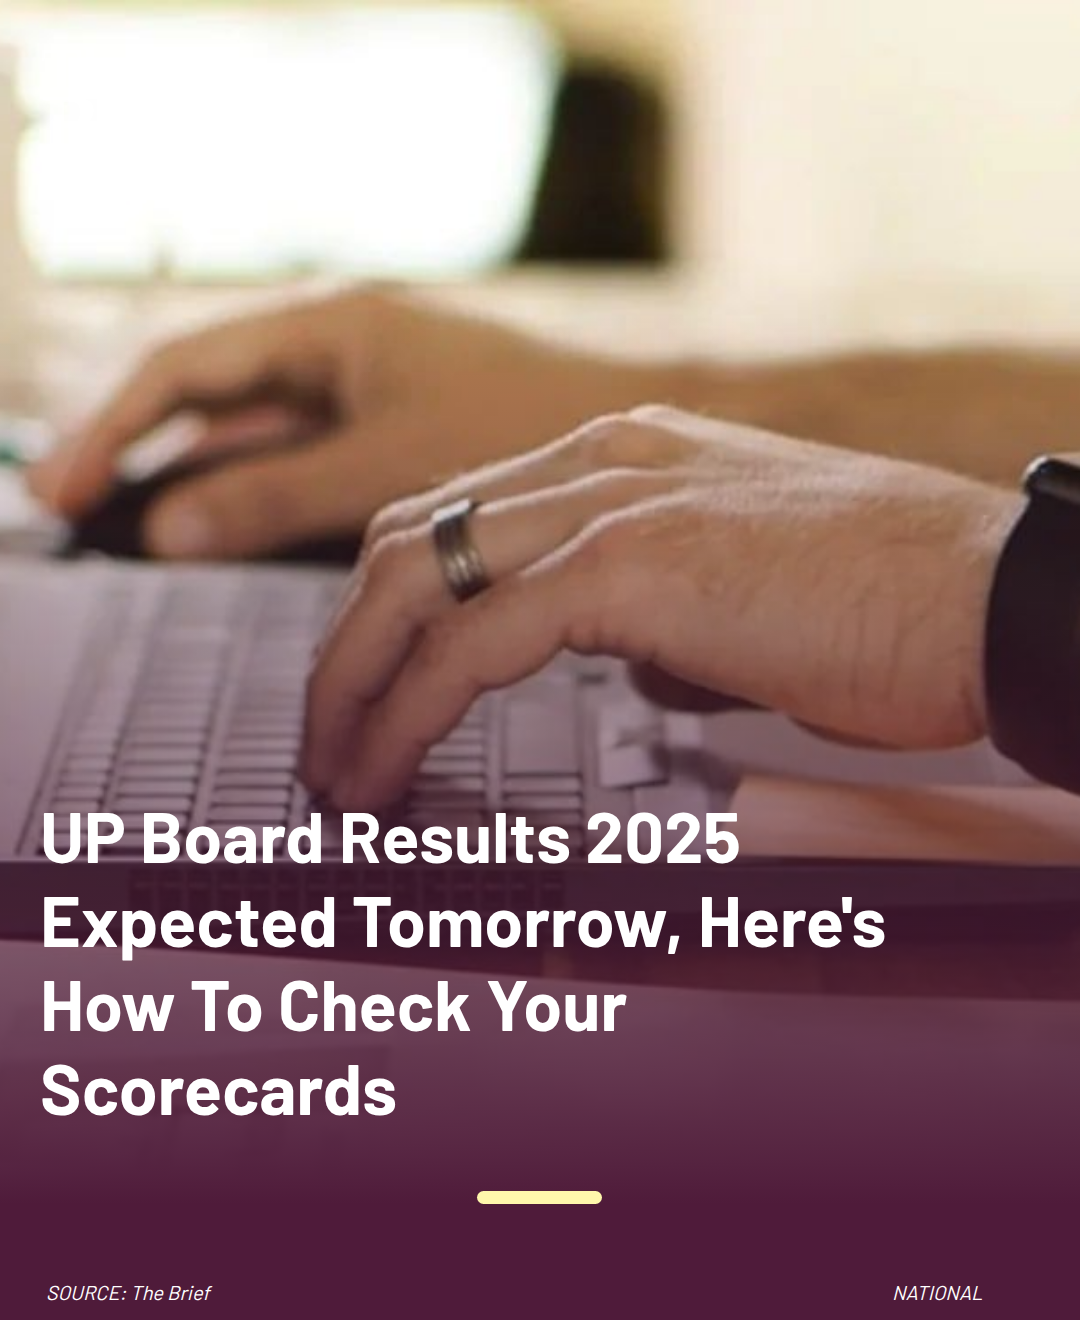 UP Board Results 2025
Expected Tomorrow, Here's
How To Check Your
Scorecards
SOURCE: The Brief
NATIONAL